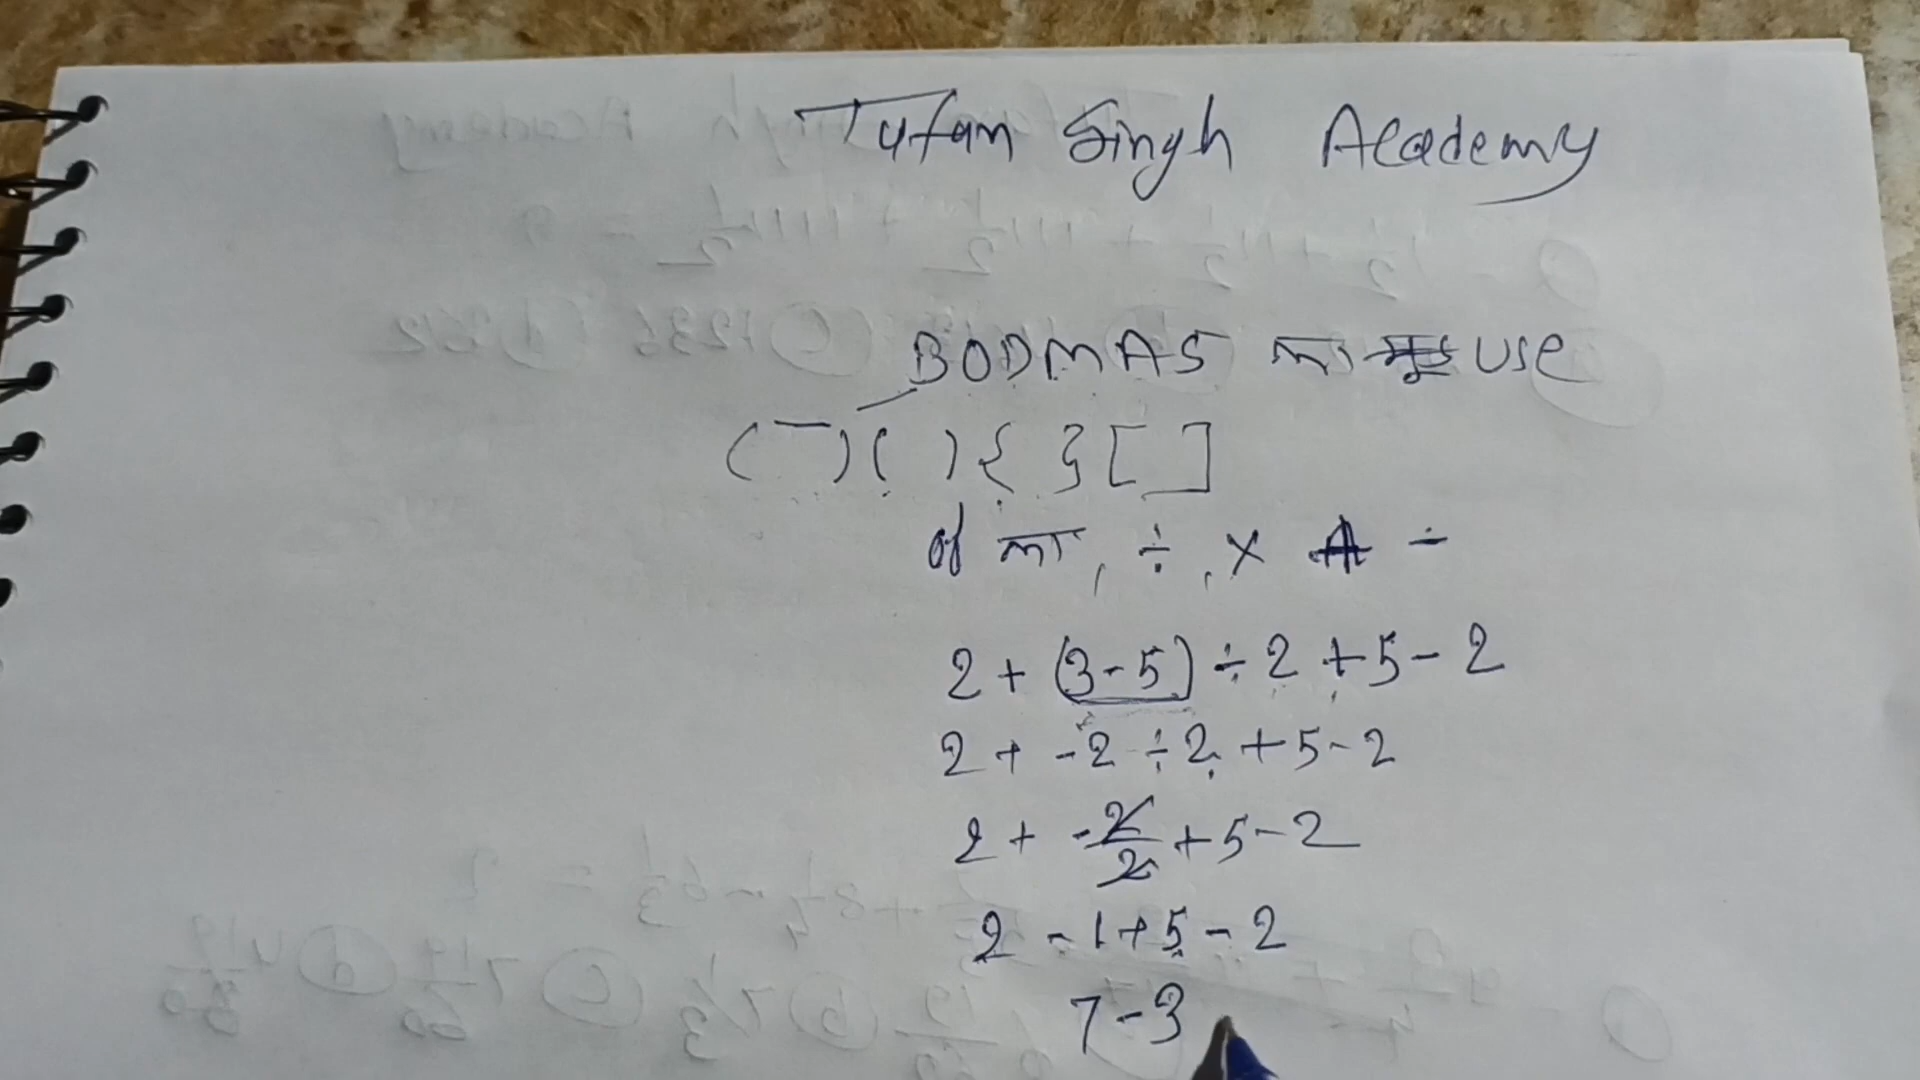 Tufan Singh Academy
BODMAS का use
( ‾ ) ( ) { } [ ]
of का, ÷, × A -
2 + (3-5) ÷ 2 + 5 - 2
2 + -2 ÷ 2 + 5 - 2
2 + -2/2 + 5 - 2
2 - 1 + 5 - 2
7 - 3